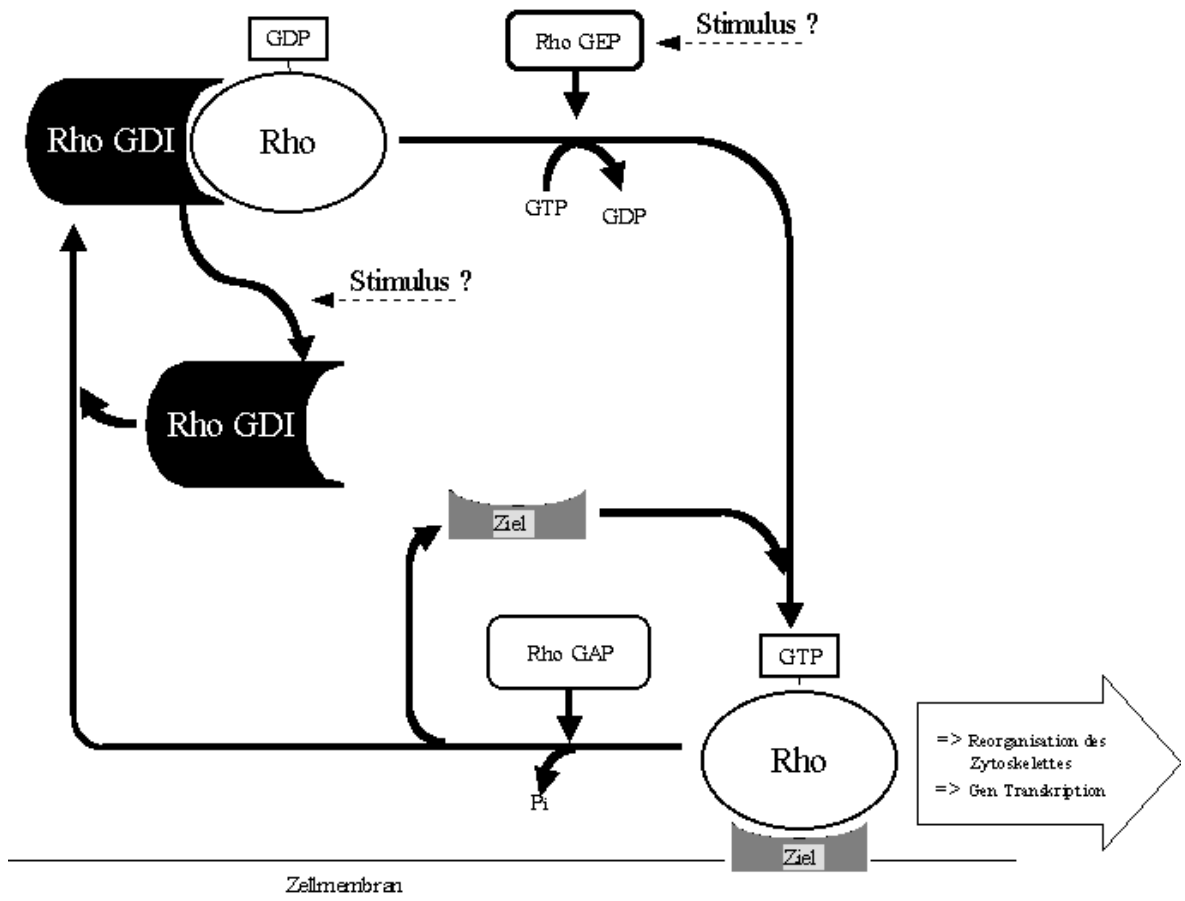 GDP
Rho GEP
Stimulus ?
Rho GDI
Rho
GTP
GDP
Stimulus ?
Rho GDI
Ziel
Rho GAP
GTP
Rho
=> Reorganisation des
Zytoskelettes
=> Gen Transkription
Pi
Ziel
Zellmembran